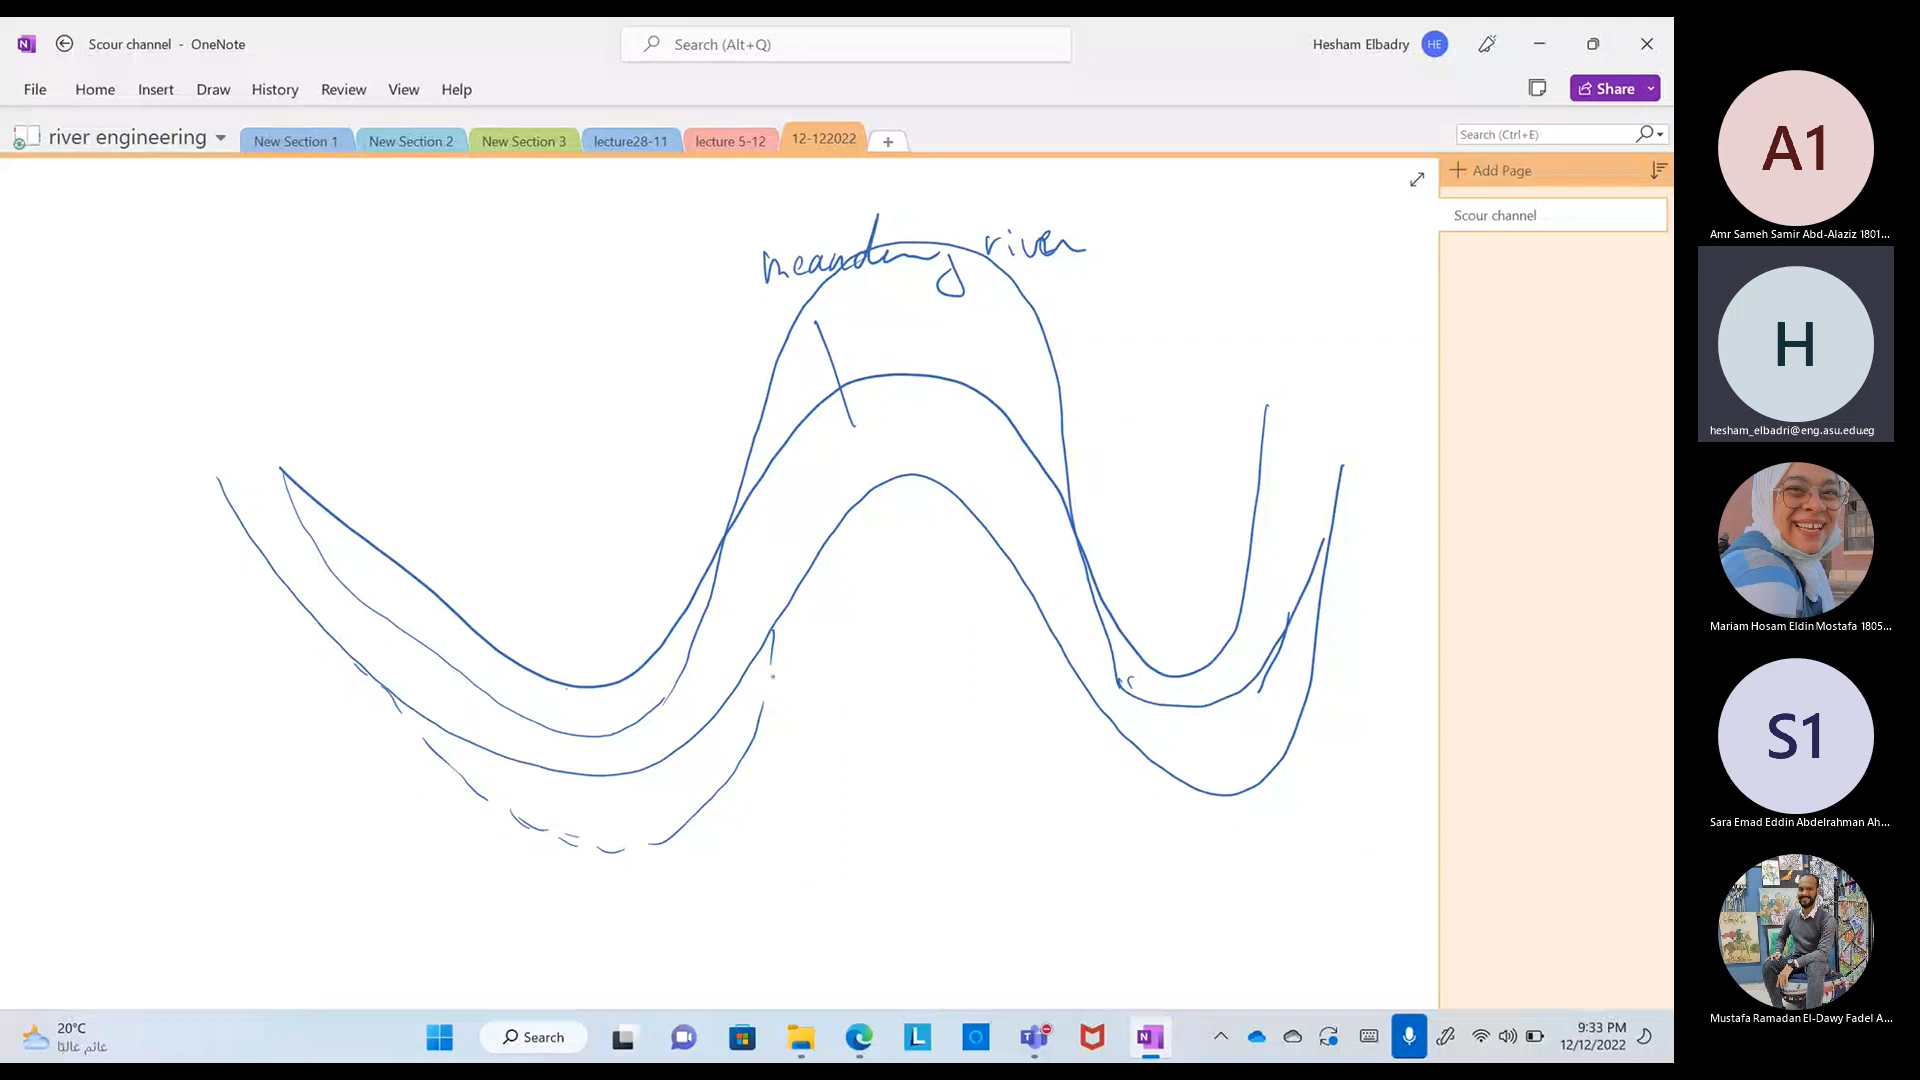 Scour channel - OneNote
Search (Alt+Q)
Hesham Elbadry
HE
File Home Insert Draw History Review View Help
Share
river engineering
New Section 1
New Section 2
New Section 3
lecture28-11
lecture 5-12
12-122022
Search (Ctrl+E)
Add Page
Scour channel
meandering river
A1
Amr Sameh Samir Abd-Alaziz 1801...
H
hesham_elbadri@eng.asu.edu.eg
Mariam Hosam Eldin Mostafa 1805...
S1
Sara Emad Eddin Abdelrahman Ah...
Mustafa Ramadan El-Dawy Fadel A...
20°C
غائم غالبًا
Search
9:33 PM
12/12/2022